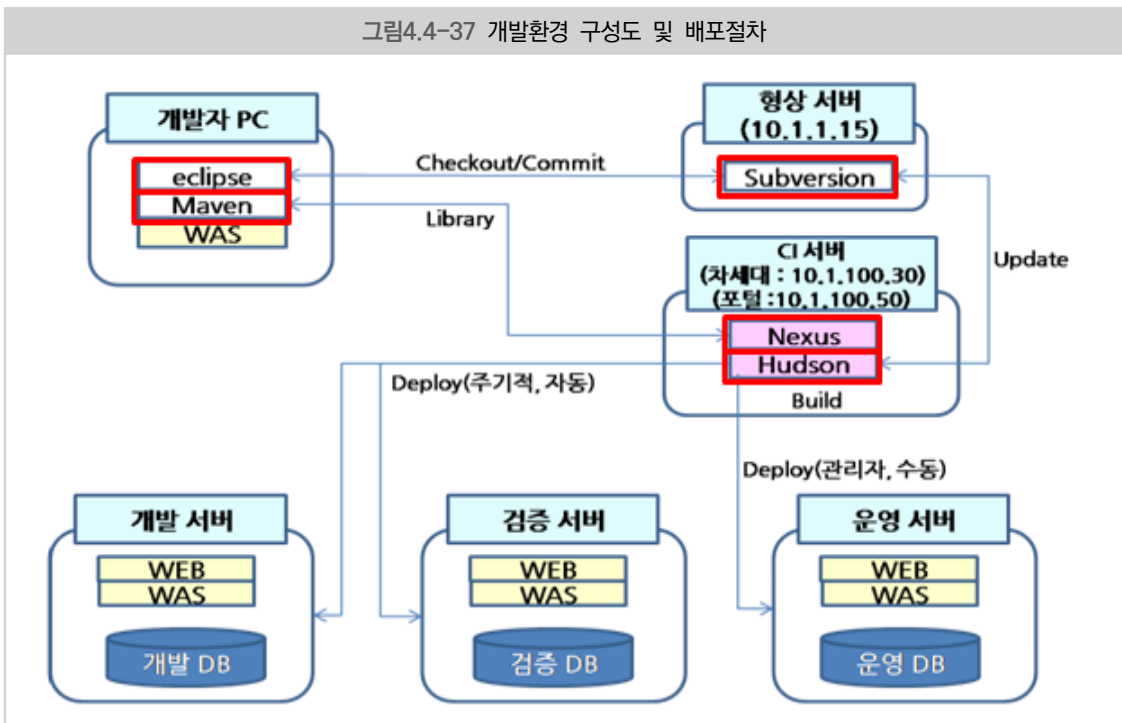 그림4.4-37 개발환경 구성도 및 배포절차
개발자 PC
eclipse
Maven
WAS
Checkout/Commit
Library
형상 서버
(10.1.1.15)
Subversion
Update
CI 서버
(차세대 : 10.1.100.30)
(포털 :10.1.100.50)
Nexus
Hudson
Build
Deploy(주기적, 자동)
Deploy(관리자, 수동)
개발 서버
WEB
WAS
개발 DB
검증 서버
WEB
WAS
검증 DB
운영 서버
WEB
WAS
운영 DB